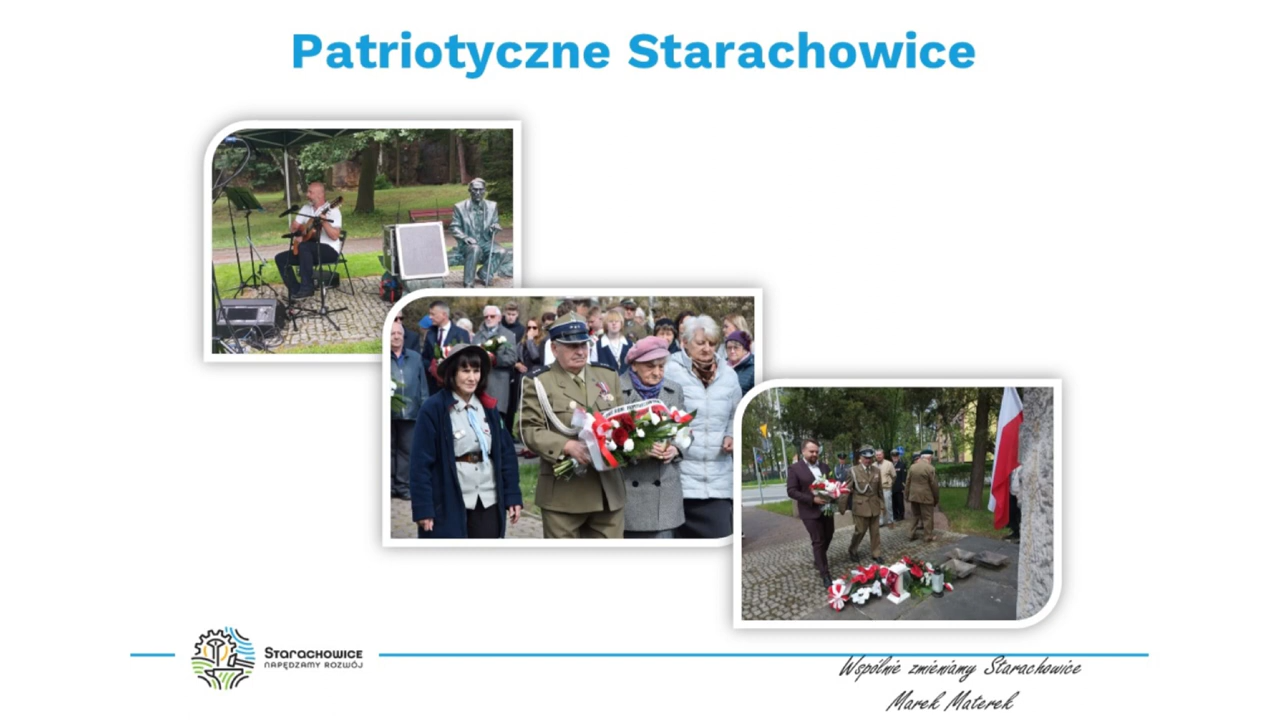 Patriotyczne Starachowice
Starachowice
NAPĘDZAMY ROZWÓJ
Wspólnie zmieniamy Starachowice
Marek Materek